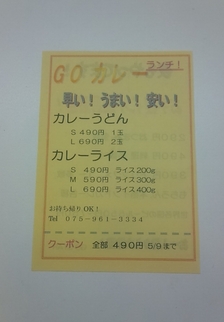 GO カレー ランチ!
早い! うまい! 安い!
カレーうどん
S 490円 1玉
L 690円 2玉
カレーライス
S 490円 ライス200g
M 590円 ライス300g
L 690円 ライス400g
お持ち帰りOK!
Tel 075-961-3334
クーポン 全部 490円 5/9まで